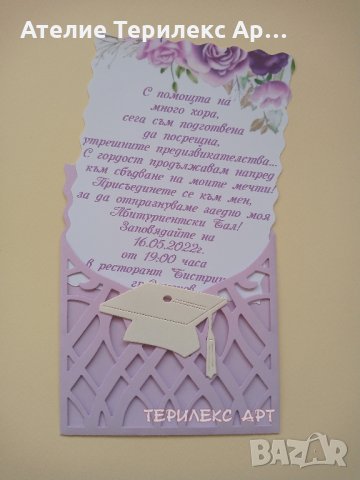 Ателие Терилекс Ар...
С помощта на
много хора,
сега съм подготвена
да посрещна,
утрешните предизвикателства...
С гордост продължавам напред
към сбъдване на моите мечти!
Присъединете се към мен,
за да отпразнуваме заедно моя
Абитуриентски Бал!
Заповядайте на
16.05.2022г.
от 19:00 часа
в ресторант
гр.
ТЕРИЛЕКС АРТ
BAZAR